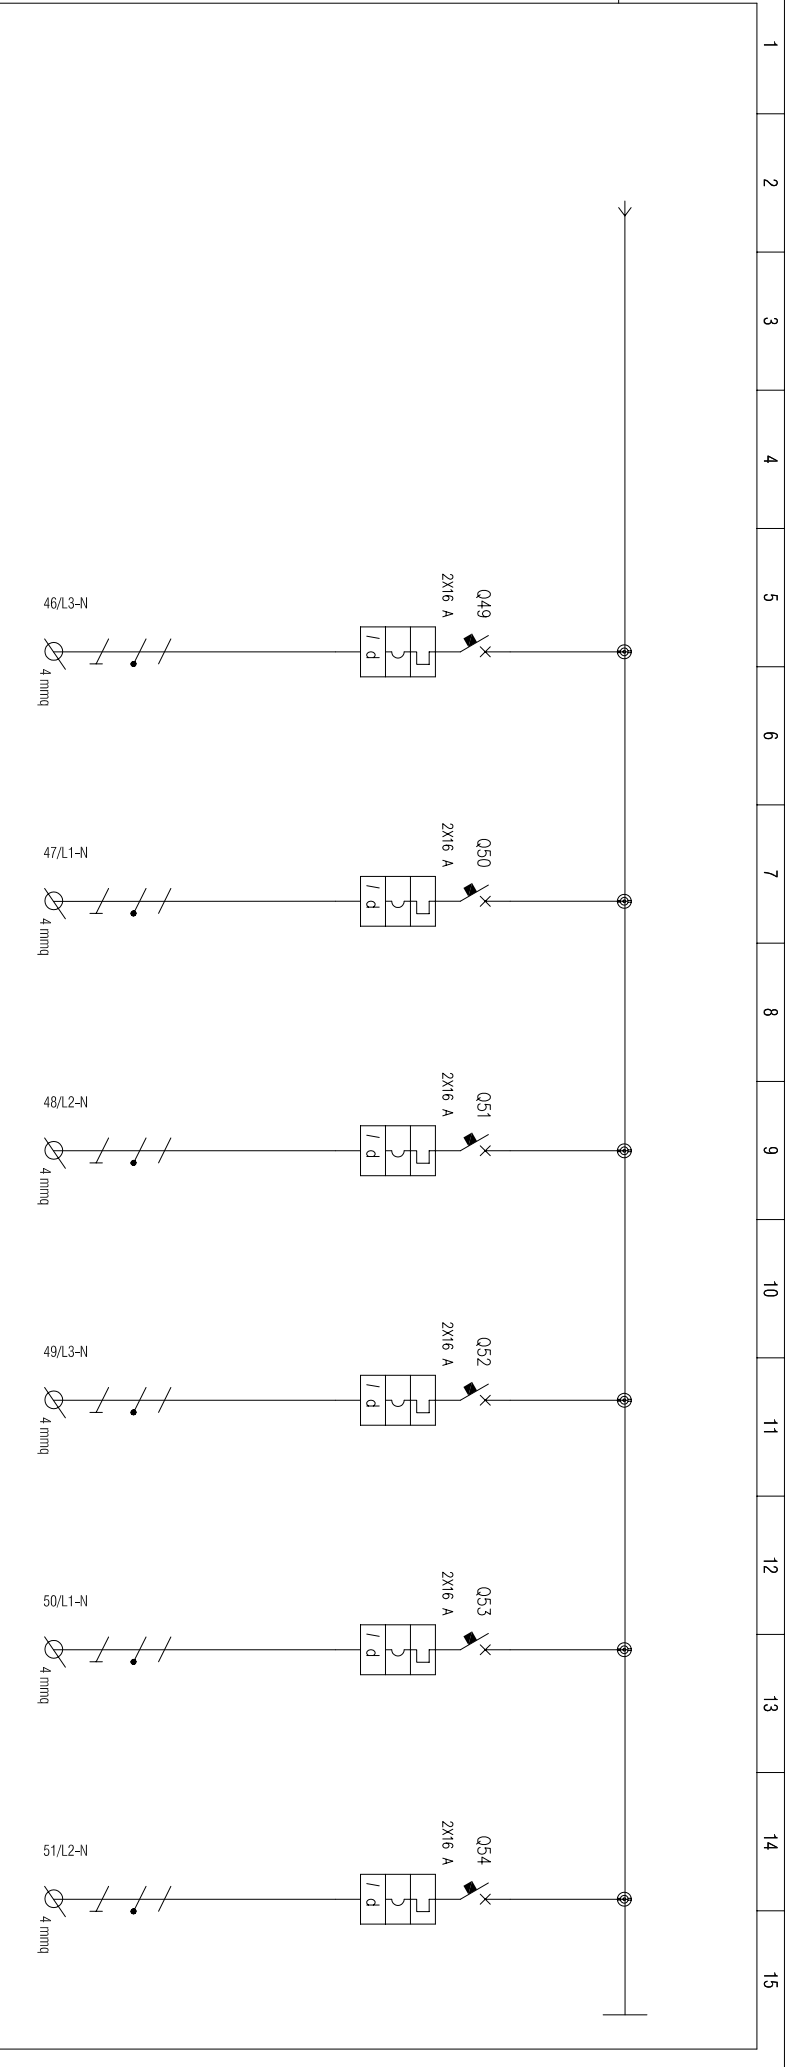 1
2
3
4
5
6
7
8
9
10
11
12
13
14
15
Q49
2X16 A
I d
46/L3-N
4 mmq
Q50
2X16 A
I d
47/L1-N
4 mmq
Q51
2X16 A
I d
48/L2-N
4 mmq
Q52
2X16 A
I d
49/L3-N
4 mmq
Q53
2X16 A
I d
50/L1-N
4 mmq
Q54
2X16 A
I d
51/L2-N
4 mmq